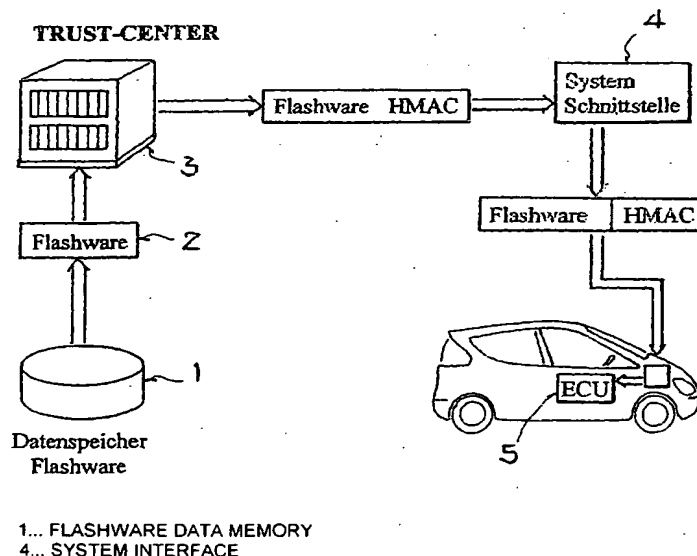 TRUST-CENTER
4
Flashware HMAC
System
Schnittstelle
3
Flashware HMAC
Flashware
2
1
ECU
5
Datenspeicher
Flashware
1... FLASHWARE DATA MEMORY
4... SYSTEM INTERFACE